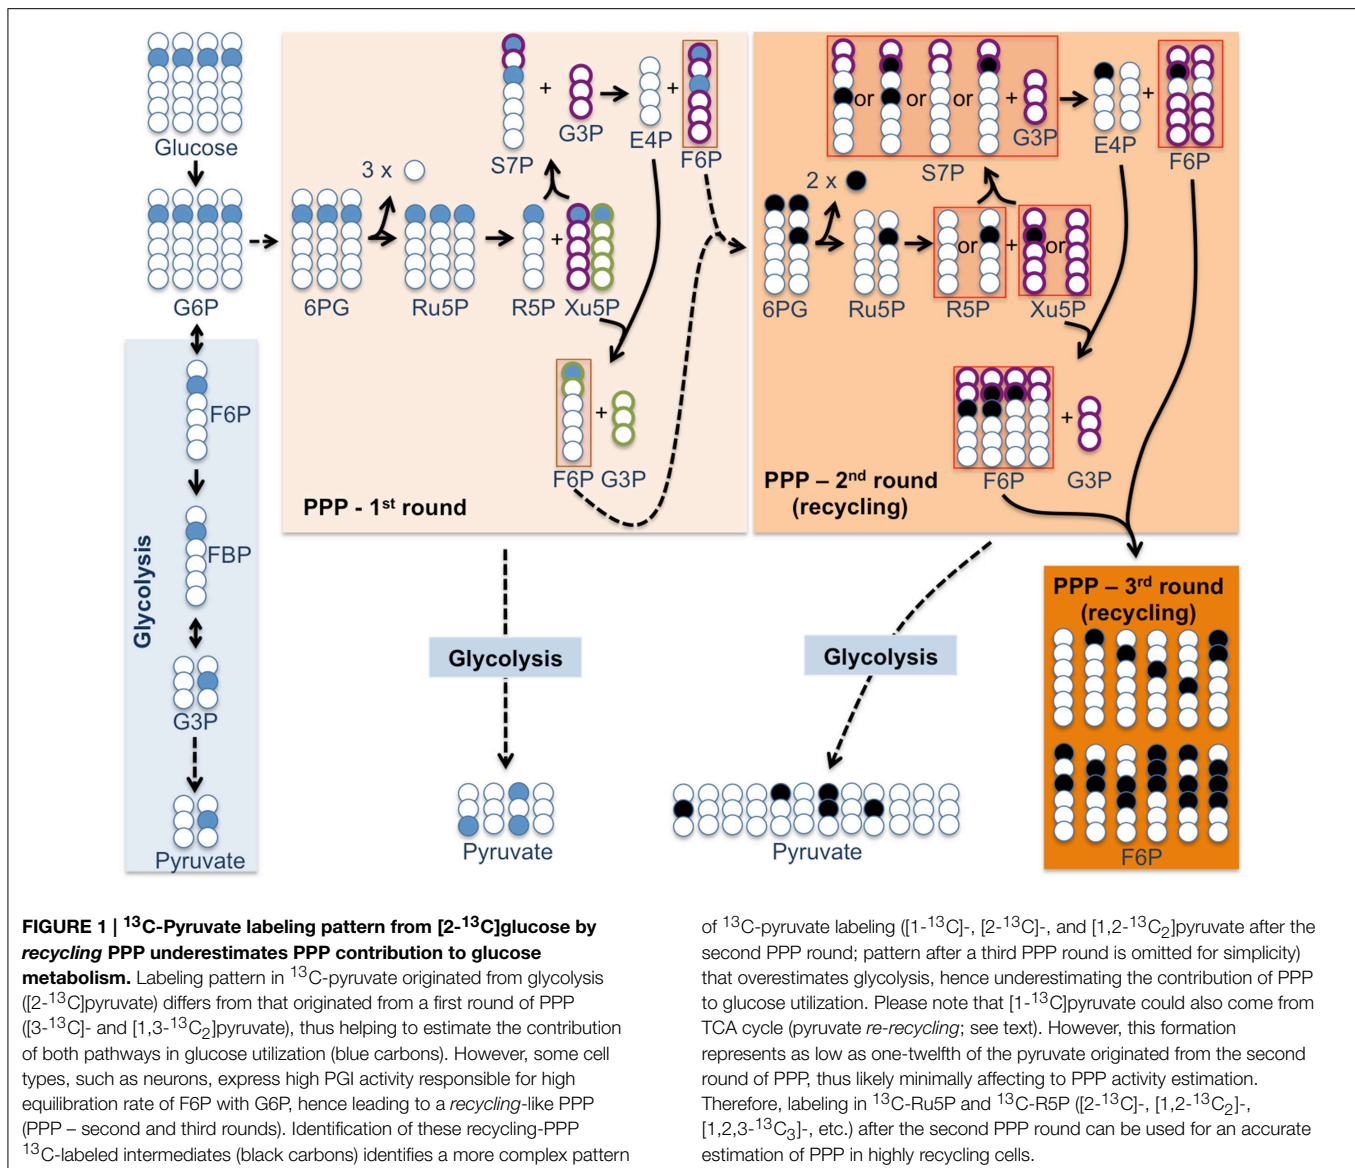 Glucose
G6P
F6P
FBP
G3P
Pyruvate
Glycolysis
S7P
+
G3P
E4P
+
F6P
3 x
6PG
Ru5P
R5P
+
Xu5P
F6P
+
G3P
PPP - 1st round
or
or
or
+
G3P
S7P
E4P
+
F6P
2 x
6PG
Ru5P
or
R5P
+
or
Xu5P
F6P
+
G3P
PPP – 2nd round
(recycling)
Glycolysis
Pyruvate
Glycolysis
Pyruvate
PPP – 3rd round
(recycling)
F6P
FIGURE 1 | 13C-Pyruvate labeling pattern from [2-13C]glucose by
recycling PPP underestimates PPP contribution to glucose
metabolism. Labeling pattern in 13C-pyruvate originated from glycolysis
([2-13C]pyruvate) differs from that originated from a first round of PPP
([3-13C]- and [1,3-13C2]pyruvate), thus helping to estimate the contribution
of both pathways in glucose utilization (blue carbons). However, some cell
types, such as neurons, express high PGI activity responsible for high
equilibration rate of F6P with G6P, hence leading to a recycling-like PPP
(PPP – second and third rounds). Identification of these recycling-PPP
13C-labeled intermediates (black carbons) identifies a more complex pattern
of 13C-pyruvate labeling ([1-13C]-, [2-13C]-, and [1,2-13C2]pyruvate after the
second PPP round; pattern after a third PPP round is omitted for simplicity)
that overestimates glycolysis, hence underestimating the contribution of PPP
to glucose utilization. Please note that [1-13C]pyruvate could also come from
TCA cycle (pyruvate re-recycling; see text). However, this formation
represents as low as one-twelfth of the pyruvate originated from the second
round of PPP, thus likely minimally affecting to PPP activity estimation.
Therefore, labeling in 13C-Ru5P and 13C-R5P ([2-13C]-, [1,2-13C2]-,
[1,2,3-13C3]-, etc.) after the second PPP round can be used for an accurate
estimation of PPP in highly recycling cells.